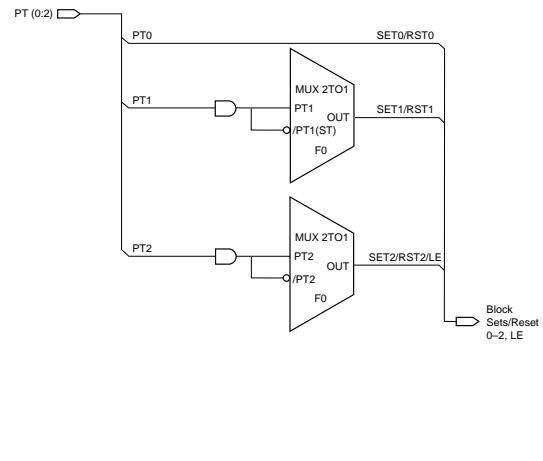 PT (0:2)
PT0
SET0/RST0
MUX 2TO1
PT1
PT1
SET1/RST1
OUT
/PT1(ST)
F0
MUX 2TO1
PT2
PT2
SET2/RST2/LE
OUT
/PT2
F0
Block
Sets/Reset
0–2, LE